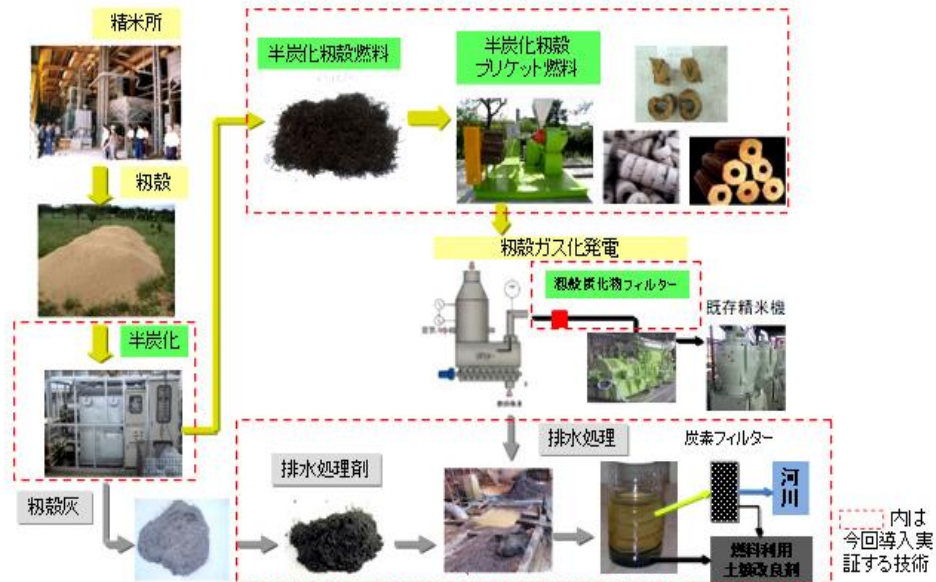 精米所
半炭化籾殻燃料
半炭化籾殻
ブリケット燃料
籾殻
籾殻ガス化発電
籾殻炭化物フィルター
既存精米機
半炭化
排水処理
炭素フィルター
籾殻灰
排水処理剤
河川
燃料利用
土壌改良剤
内は
今回導入実
証する技術